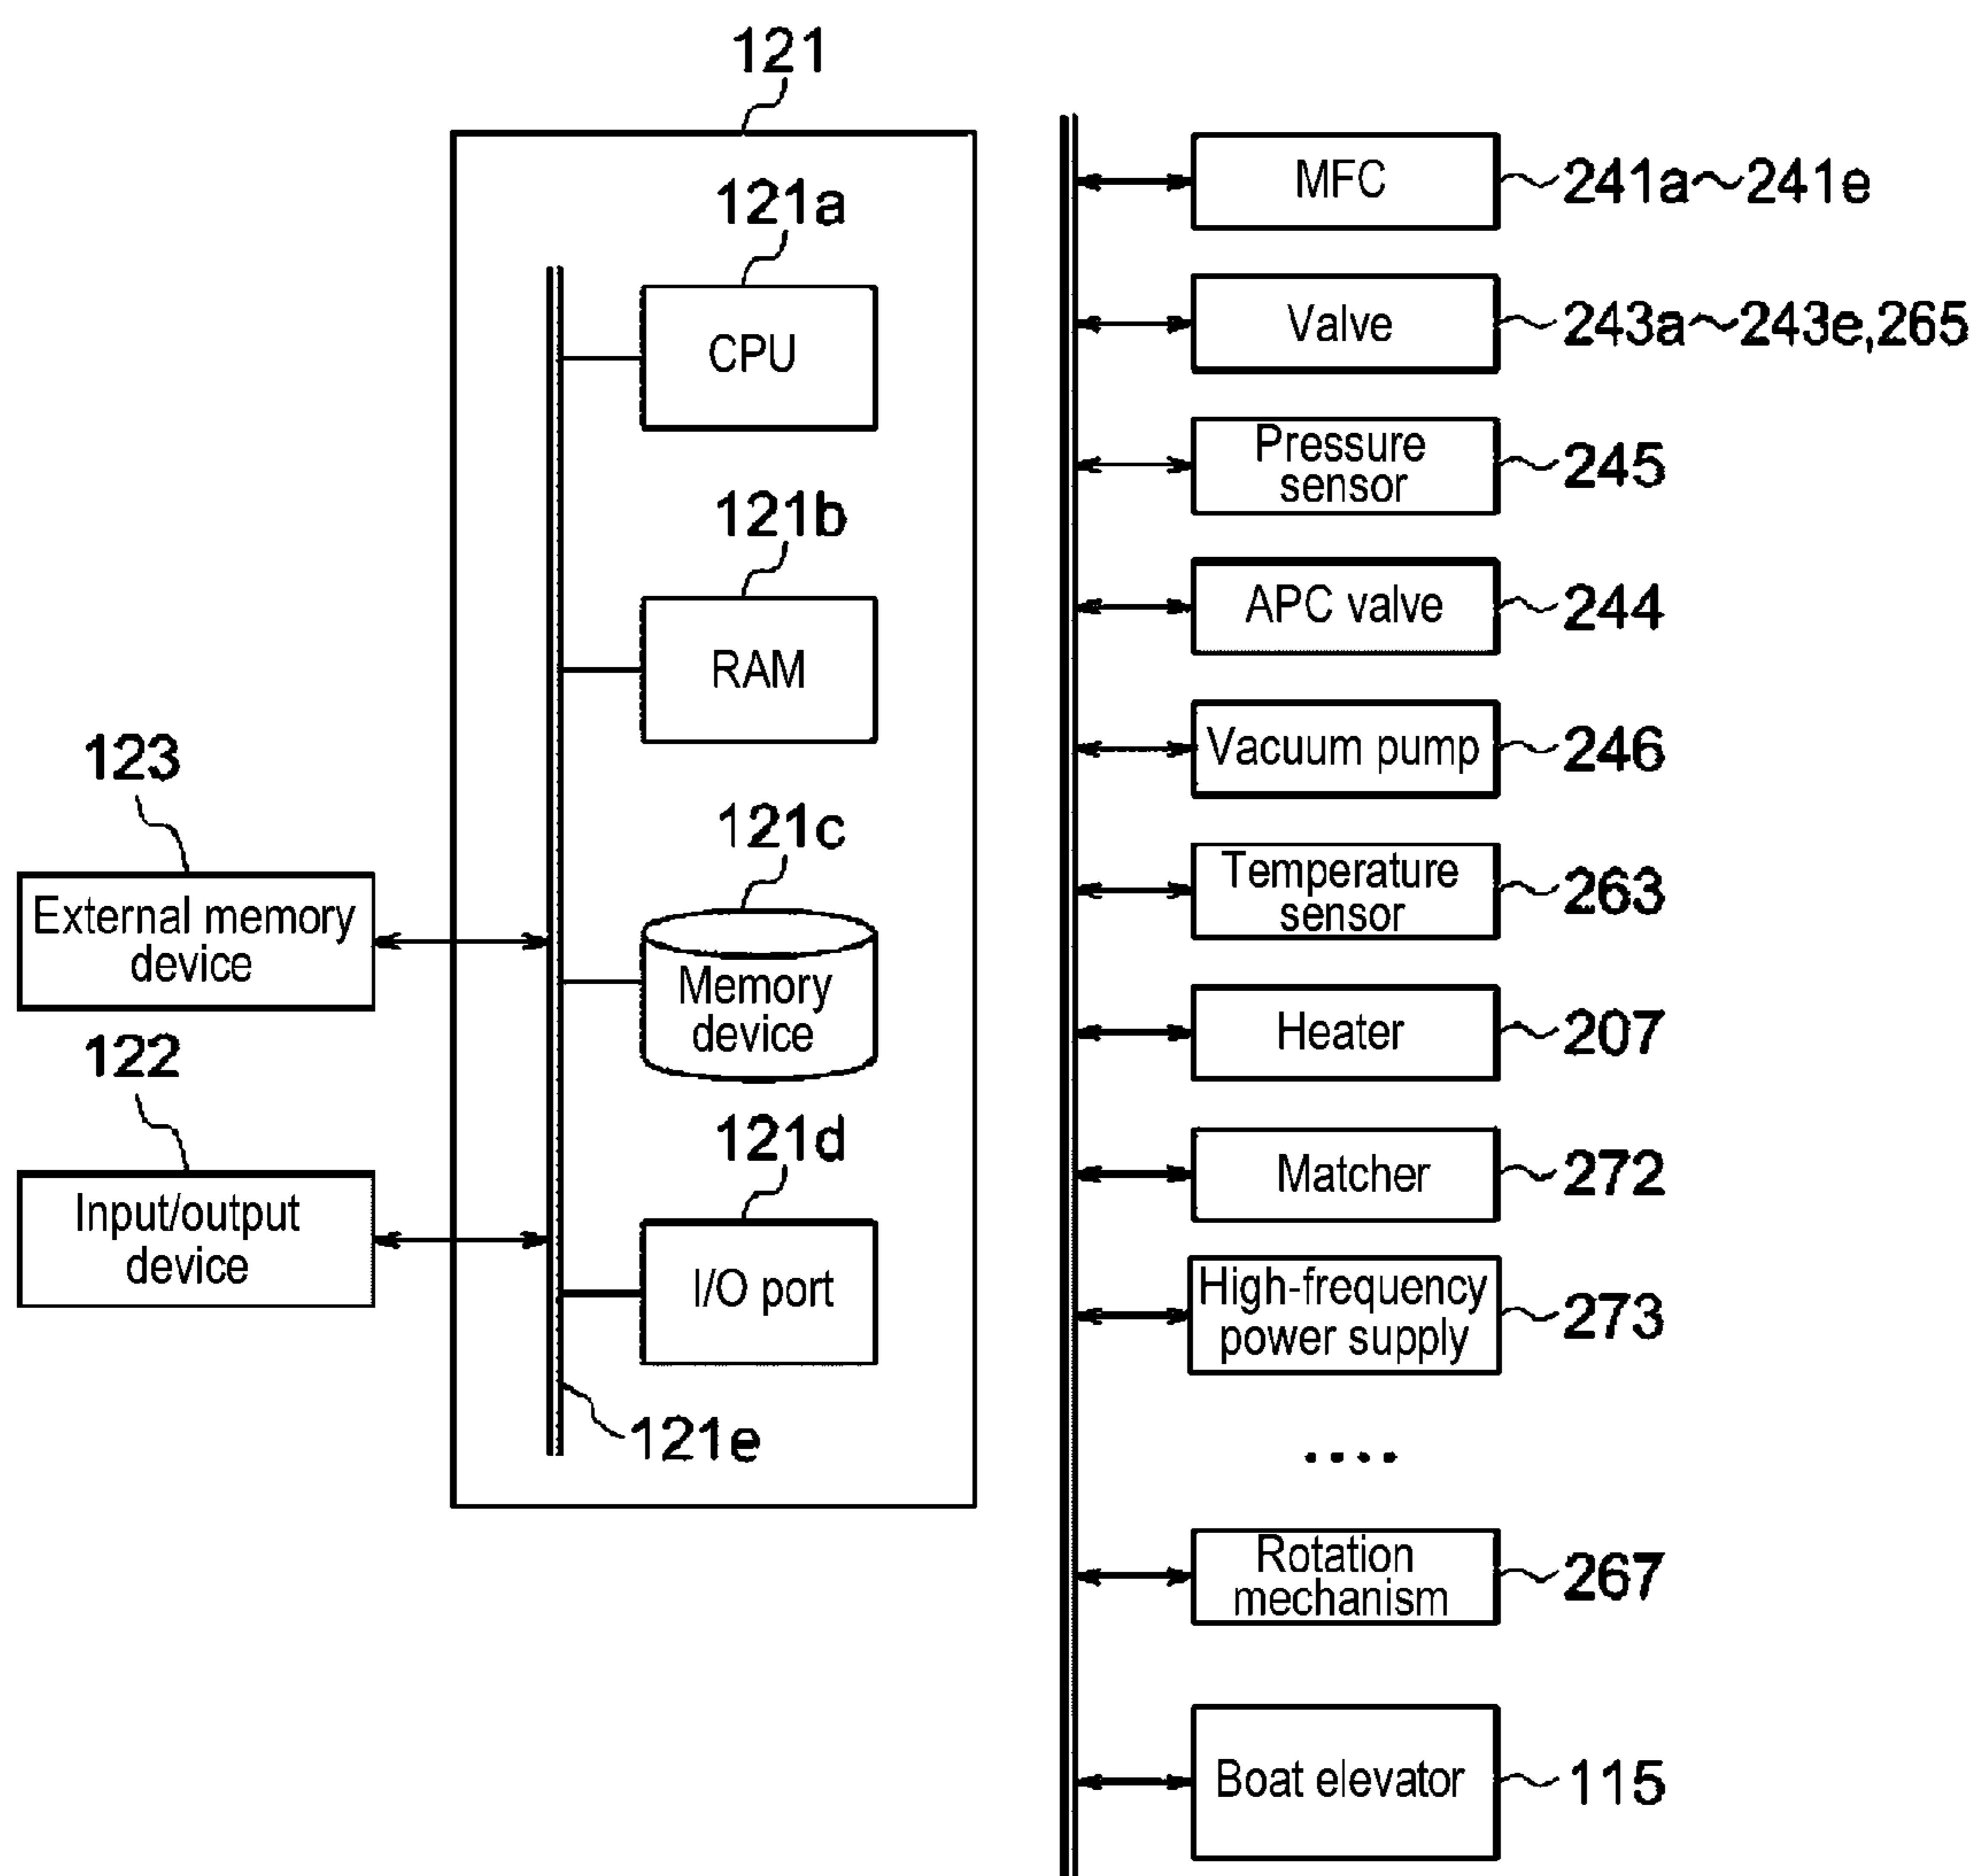 121
121a
CPU
121b
RAM
121c
Memory
device
121d
I/O port
121e
123
External memory
device
122
Input/output
device
MFC
241a～241e
Valve
243a～243e,265
Pressure
sensor
245
APC valve
244
Vacuum pump
246
Temperature
sensor
263
Heater
207
Matcher
272
High-frequency
power supply
273
....
Rotation
mechanism
267
Boat elevator
115